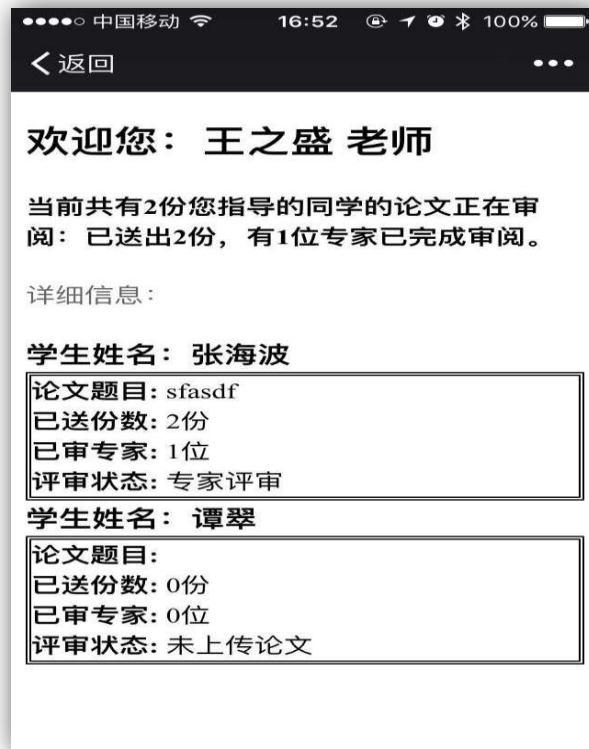 中国移动 16:52 100%
返回
欢迎您：王之盛 老师
当前共有2份您指导的同学的论文正在审
阅：已送出2份，有1位专家已完成审阅。
详细信息：
学生姓名：张海波
论文题目: sfasdf
已送份数: 2份
已审专家: 1位
评审状态: 专家评审
学生姓名：谭翠
论文题目:
已送份数: 0份
已审专家: 0位
评审状态: 未上传论文